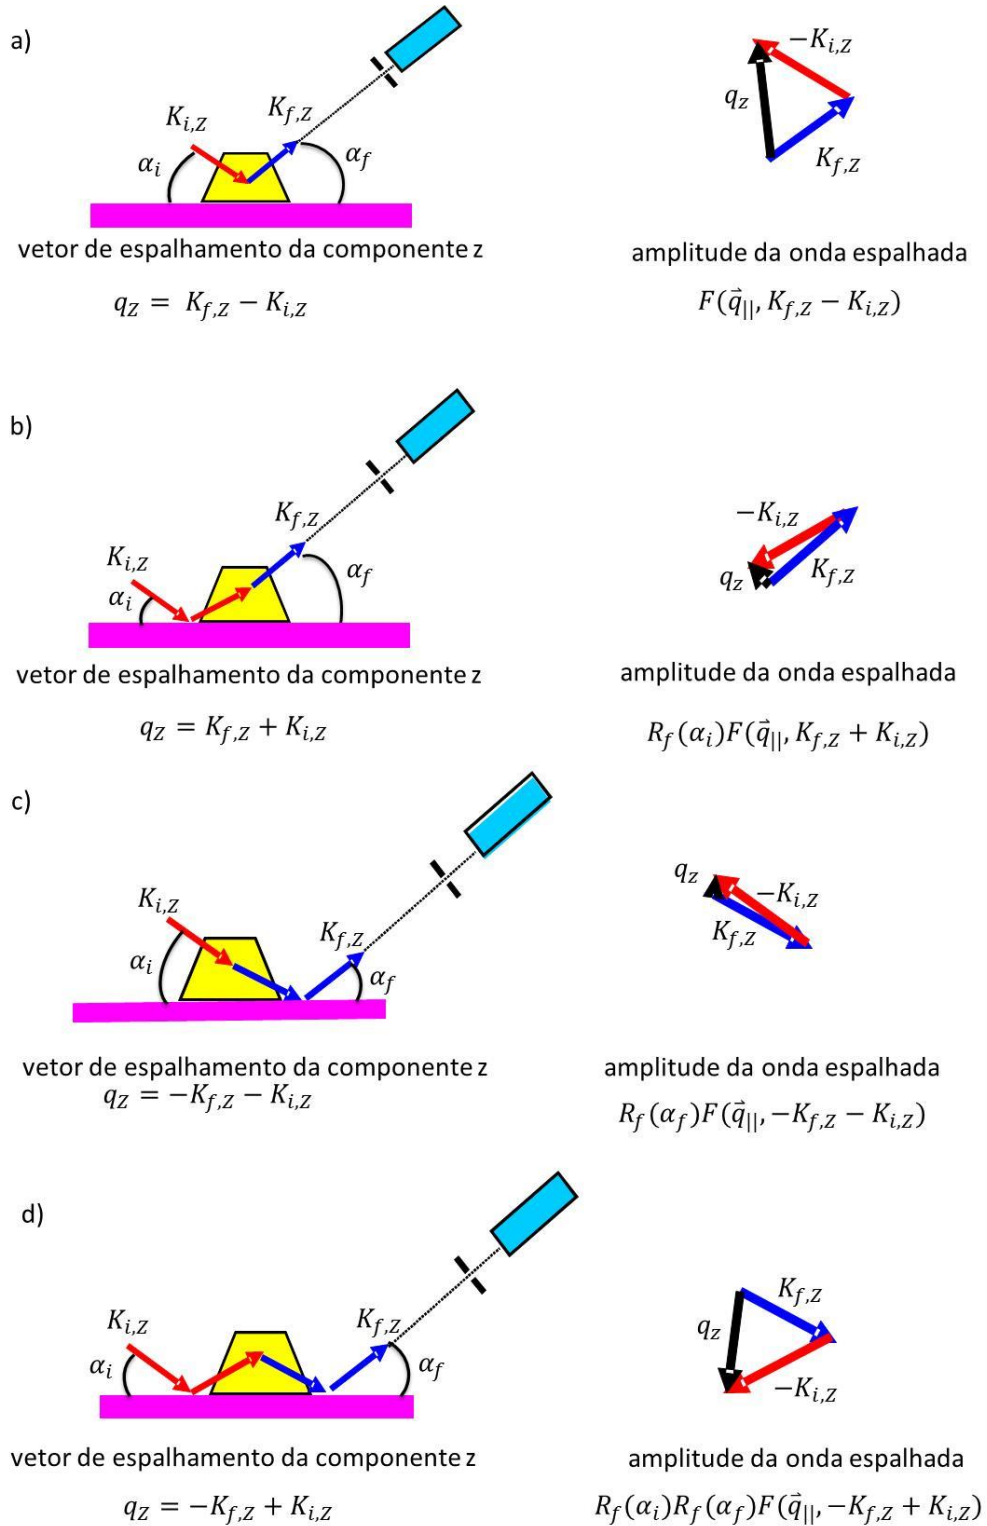 a)
K_{i,Z}
K_{f,Z}
α_i
α_f
−K_{i,Z}
q_z
K_{f,Z}
vetor de espalhamento da componente z
amplitude da onda espalhada
q_Z = K_{f,Z} − K_{i,Z}
F(q⃗_{||}, K_{f,Z} − K_{i,Z})
b)
K_{i,Z}
K_{f,Z}
α_i
α_f
−K_{i,Z}
q_z
K_{f,Z}
vetor de espalhamento da componente z
amplitude da onda espalhada
q_Z = K_{f,Z} + K_{i,Z}
R_f(α_i)F(q⃗_{||}, K_{f,Z} + K_{i,Z})
c)
K_{i,Z}
K_{f,Z}
α_i
α_f
q_z
−K_{i,Z}
K_{f,Z}
vetor de espalhamento da componente z
amplitude da onda espalhada
q_Z = −K_{f,Z} − K_{i,Z}
R_f(α_f)F(q⃗_{||}, −K_{f,Z} − K_{i,Z})
d)
K_{i,Z}
K_{f,Z}
α_i
α_f
K_{f,Z}
q_z
−K_{i,Z}
vetor de espalhamento da componente z
amplitude da onda espalhada
q_Z = −K_{f,Z} + K_{i,Z}
R_f(α_i)R_f(α_f)F(q⃗_{||}, −K_{f,Z} + K_{i,Z})